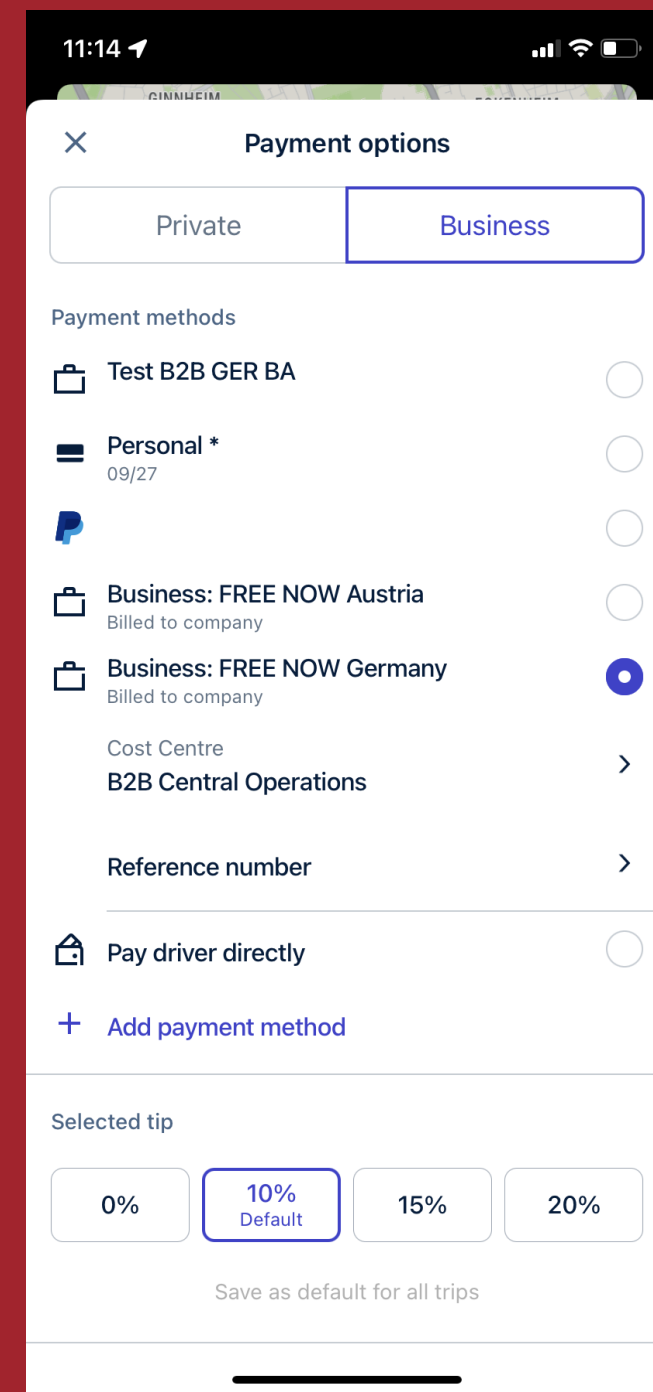 11:14
GINNHEIM
Payment options
Private
Business
Payment methods
Test B2B GER BA
Personal *
09/27
Business: FREE NOW Austria
Billed to company
Business: FREE NOW Germany
Billed to company
Cost Centre
B2B Central Operations
Reference number
Pay driver directly
Add payment method
Selected tip
0%
10%
Default
15%
20%
Save as default for all trips